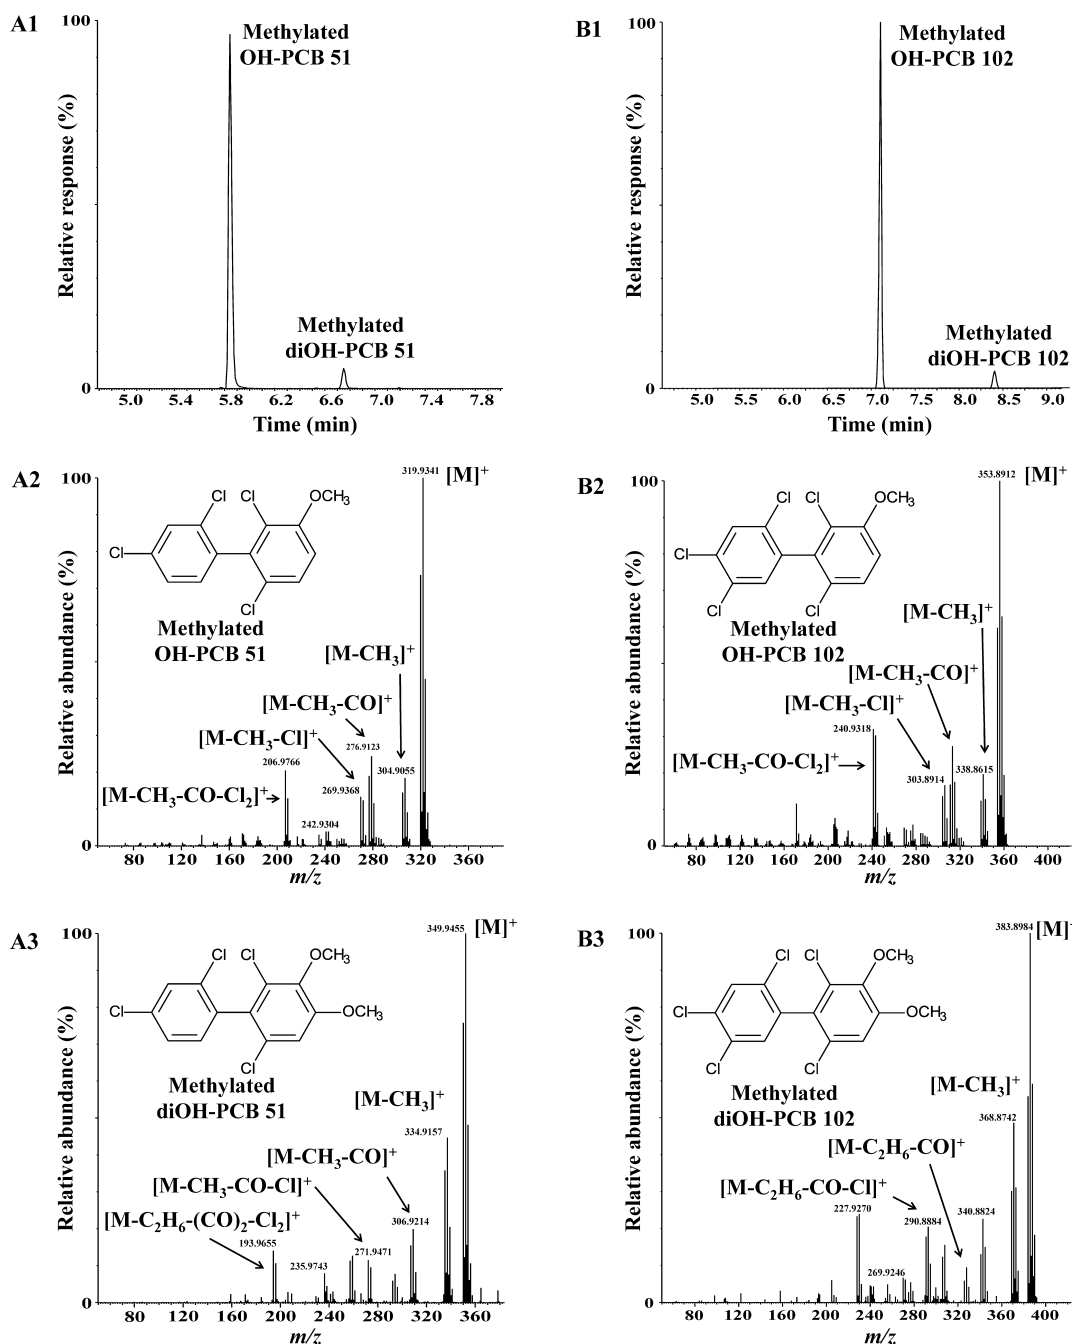 A1
100
Methylated
OH-PCB 51
Methylated
diOH-PCB 51
Relative response (%)
0
5.0 5.4 5.8 6.2 6.6 7.0 7.4 7.8
Time (min)
B1
100
Methylated
OH-PCB 102
Methylated
diOH-PCB 102
Relative response (%)
0
5.0 5.5 6.0 6.5 7.0 7.5 8.0 8.5 9.0
Time (min)
A2
100
319.9341
[M]+
Cl Cl OCH3
Cl
Cl
Methylated
OH-PCB 51
[M-CH3]+
[M-CH3-CO]+
276.9123
[M-CH3-Cl]+
304.9055
206.9766
269.9368
[M-CH3-CO-Cl2]+
242.9304
Relative abundance (%)
0
80 120 160 200 240 280 320 360
m/z
B2
100
353.8912
[M]+
Cl Cl OCH3
Cl
Cl Cl
Methylated
OH-PCB 102
[M-CH3]+
[M-CH3-CO]+
[M-CH3-Cl]+
240.9318
303.8914
338.8615
[M-CH3-CO-Cl2]+
Relative abundance (%)
0
80 120 160 200 240 280 320 360 400
m/z
A3
100
349.9455
[M]+
Cl Cl OCH3
Cl OCH3
Cl
Methylated
diOH-PCB 51
[M-CH3]+
334.9157
[M-CH3-CO]+
[M-CH3-CO-Cl]+
306.9214
[M-C2H6-(CO)2-Cl2]+
193.9655
235.9743
271.9471
Relative abundance (%)
0
80 120 160 200 240 280 320 360
m/z
B3
100
383.8984
[M]+
Cl Cl OCH3
Cl OCH3
Cl Cl
Methylated
diOH-PCB 102
[M-CH3]+
368.8742
[M-C2H6-CO]+
[M-C2H6-CO-Cl]+
227.9270
290.8884
340.8824
269.9246
Relative abundance (%)
0
80 120 160 200 240 280 320 360 400
m/z